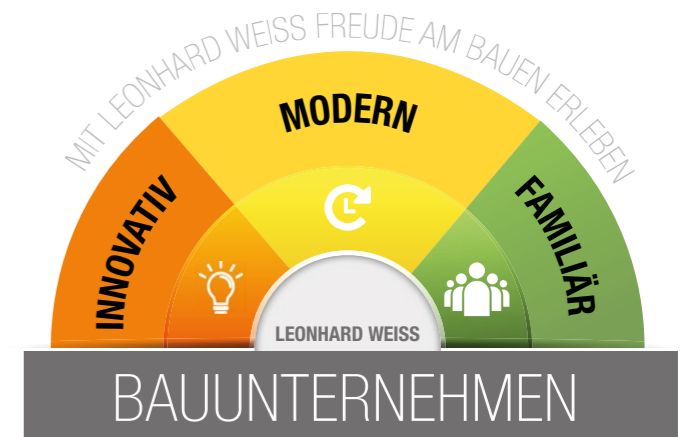 MIT LEONHARD WEISS FREUDE AM BAUEN ERLEBEN
INNOVATIV
MODERN
FAMILIÄR
LEONHARD WEISS
BAUUNTERNEHMEN